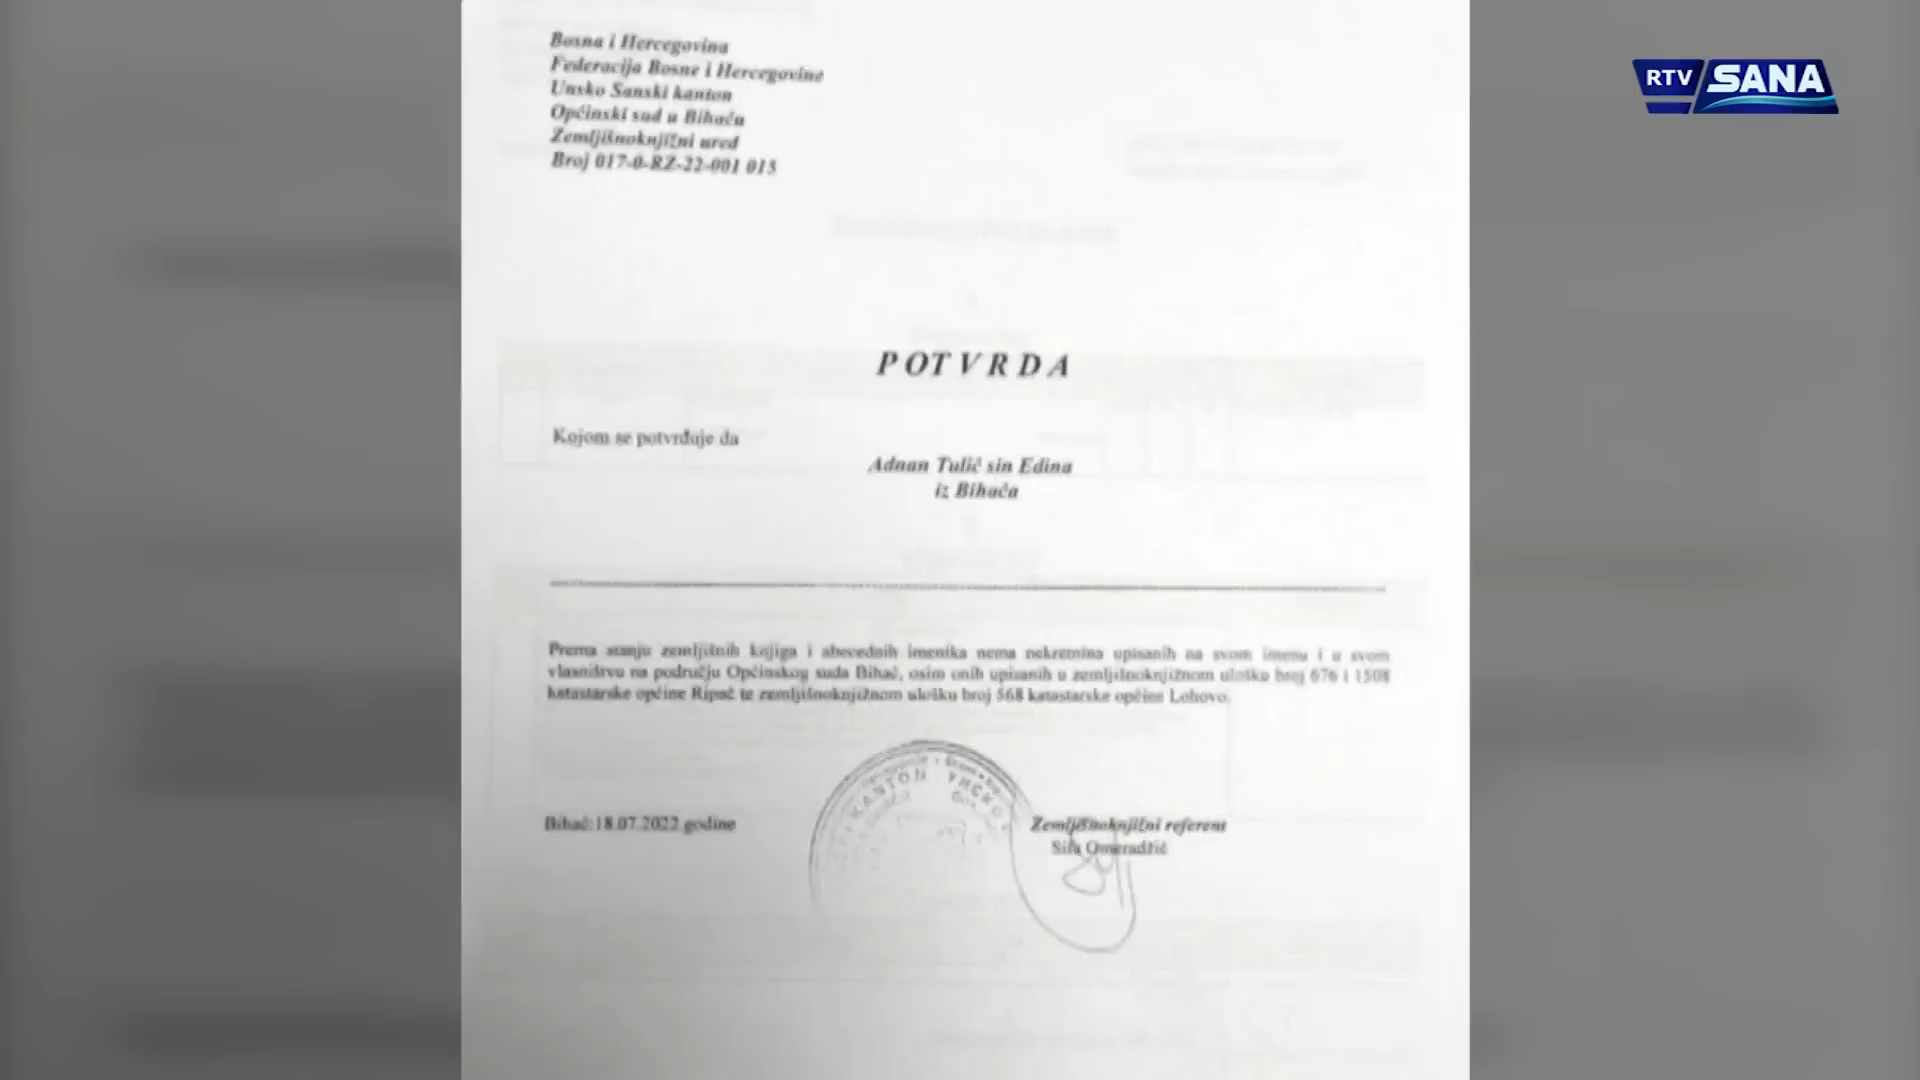 Bosna i Hercegovina
Federacija Bosne i Hercegovine
Unsko Sanski kanton
Općinski sud u Bihaću
Zemljišnoknjižni ured
Broj 017-0-RZ-22-001 015
RTV SANA
POTVRDA
Kojom se potvrđuje da
Adnan Tulić sin Edina
iz Bihaća
Prema stanju zemljišnih knjiga i abecednih imenika nema nekretnina upisanih na svom imenu i u svom
vlasništvu na području Općinskog suda Bihać, osim onih upisanih u zemljišnoknjižnom ulošku broj 676 i 1508
katastarske općine Ripač te zemljišnoknjižnom ulošku broj 568 katastarske općine Lohovo.
KANTON УНСКО
Bihać:18.07.2022.godine
Zemljišnoknjižni referent
Omeradžić